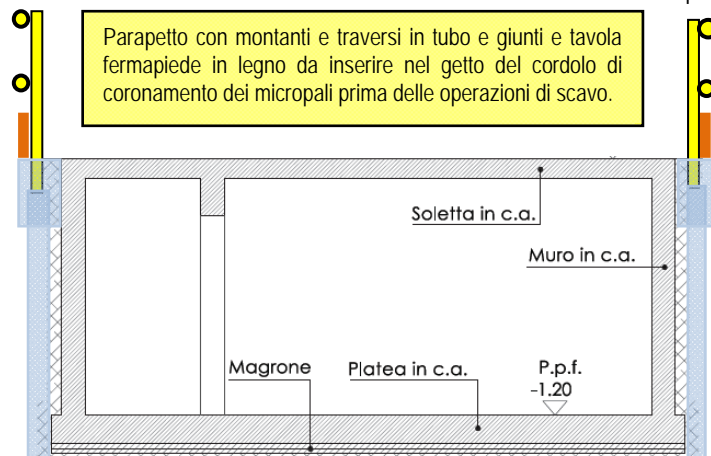 Parapetto con montanti e traversi in tubo e giunti e tavola
fermapiede in legno da inserire nel getto del cordolo di
coronamento dei micropali prima delle operazioni di scavo.
Soletta in c.a.
Muro in c.a.
Magrone
Platea in c.a.
P.p.f.
-1.20